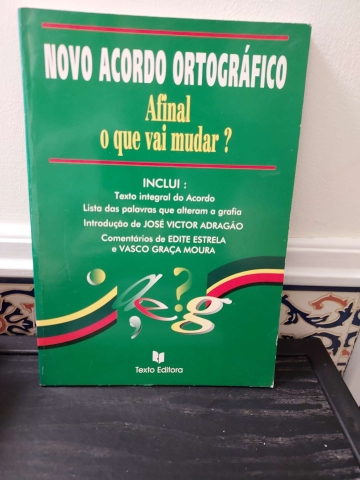 NOVO ACORDO ORTOGRÁFICO
Afinal
o que vai mudar ?
INCLUI :
Texto integral do Acordo
Lista das palavras que alteram a grafia
Introdução de JOSÉ VICTOR ADRAGÃO
Comentários de EDITE ESTRELA
e VASCO GRAÇA MOURA
Texto Editora